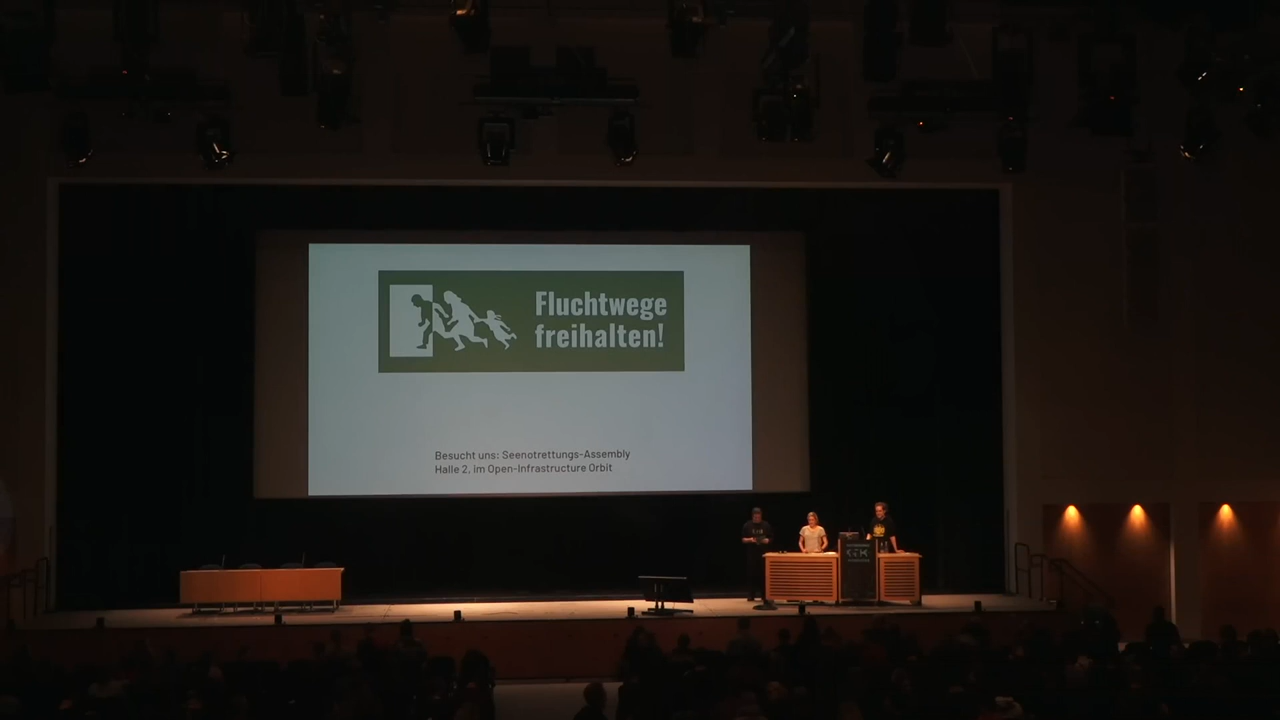 Fluchtwege
freihalten!
Besucht uns: Seenotrettungs-Assembly
Halle 2, im Open-Infrastructure Orbit